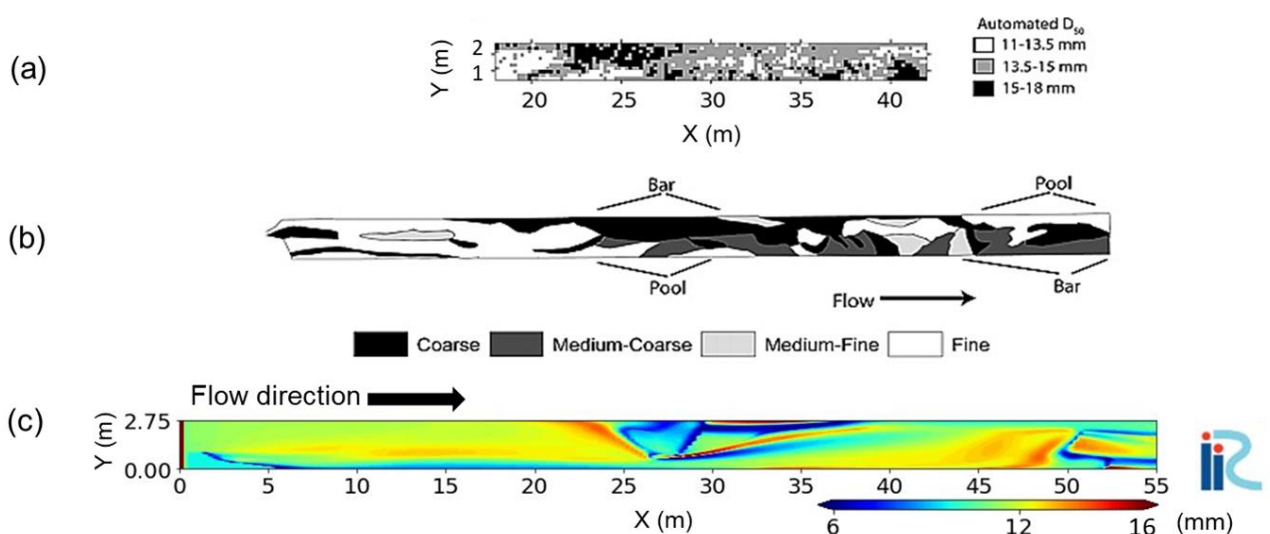 (a)
Y (m)
2
1
20 25 30 35 40
X (m)
Automated D50
11-13.5 mm
13.5-15 mm
15-18 mm
(b)
Bar
Pool
Pool
Bar
Flow
Coarse Medium-Coarse Medium-Fine Fine
(c)
Flow direction
Y (m)
2.75
0.00
0 5 10 15 20 25 30 35 40 45 50 55
X (m)
6 12 16 (mm)
iiR